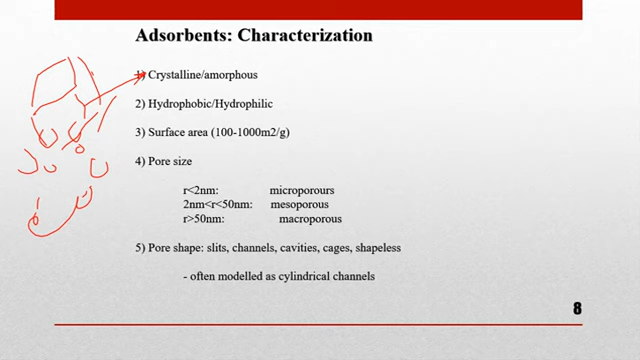 Adsorbents: Characterization
1) Crystalline/amorphous
2) Hydrophobic/Hydrophilic
3) Surface area (100-1000m2/g)
4) Pore size
r<2nm: microporours
2nm<r<50nm: mesoporous
r>50nm: macroporous
5) Pore shape: slits, channels, cavities, cages, shapeless
- often modelled as cylindrical channels
8